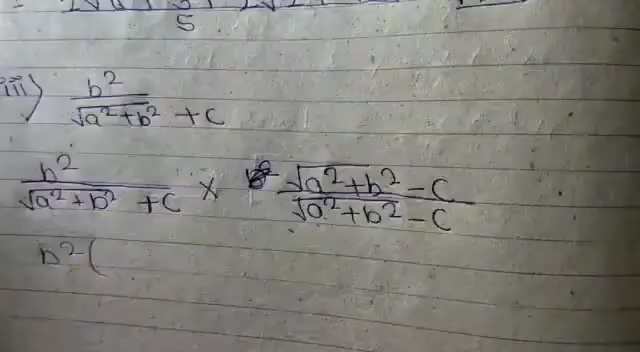 5
iii) b² / √(a²+b²) + c
b² / √(a²+b²) + c × √(a²+b²) - c / √(a²+b²) - c
b² (